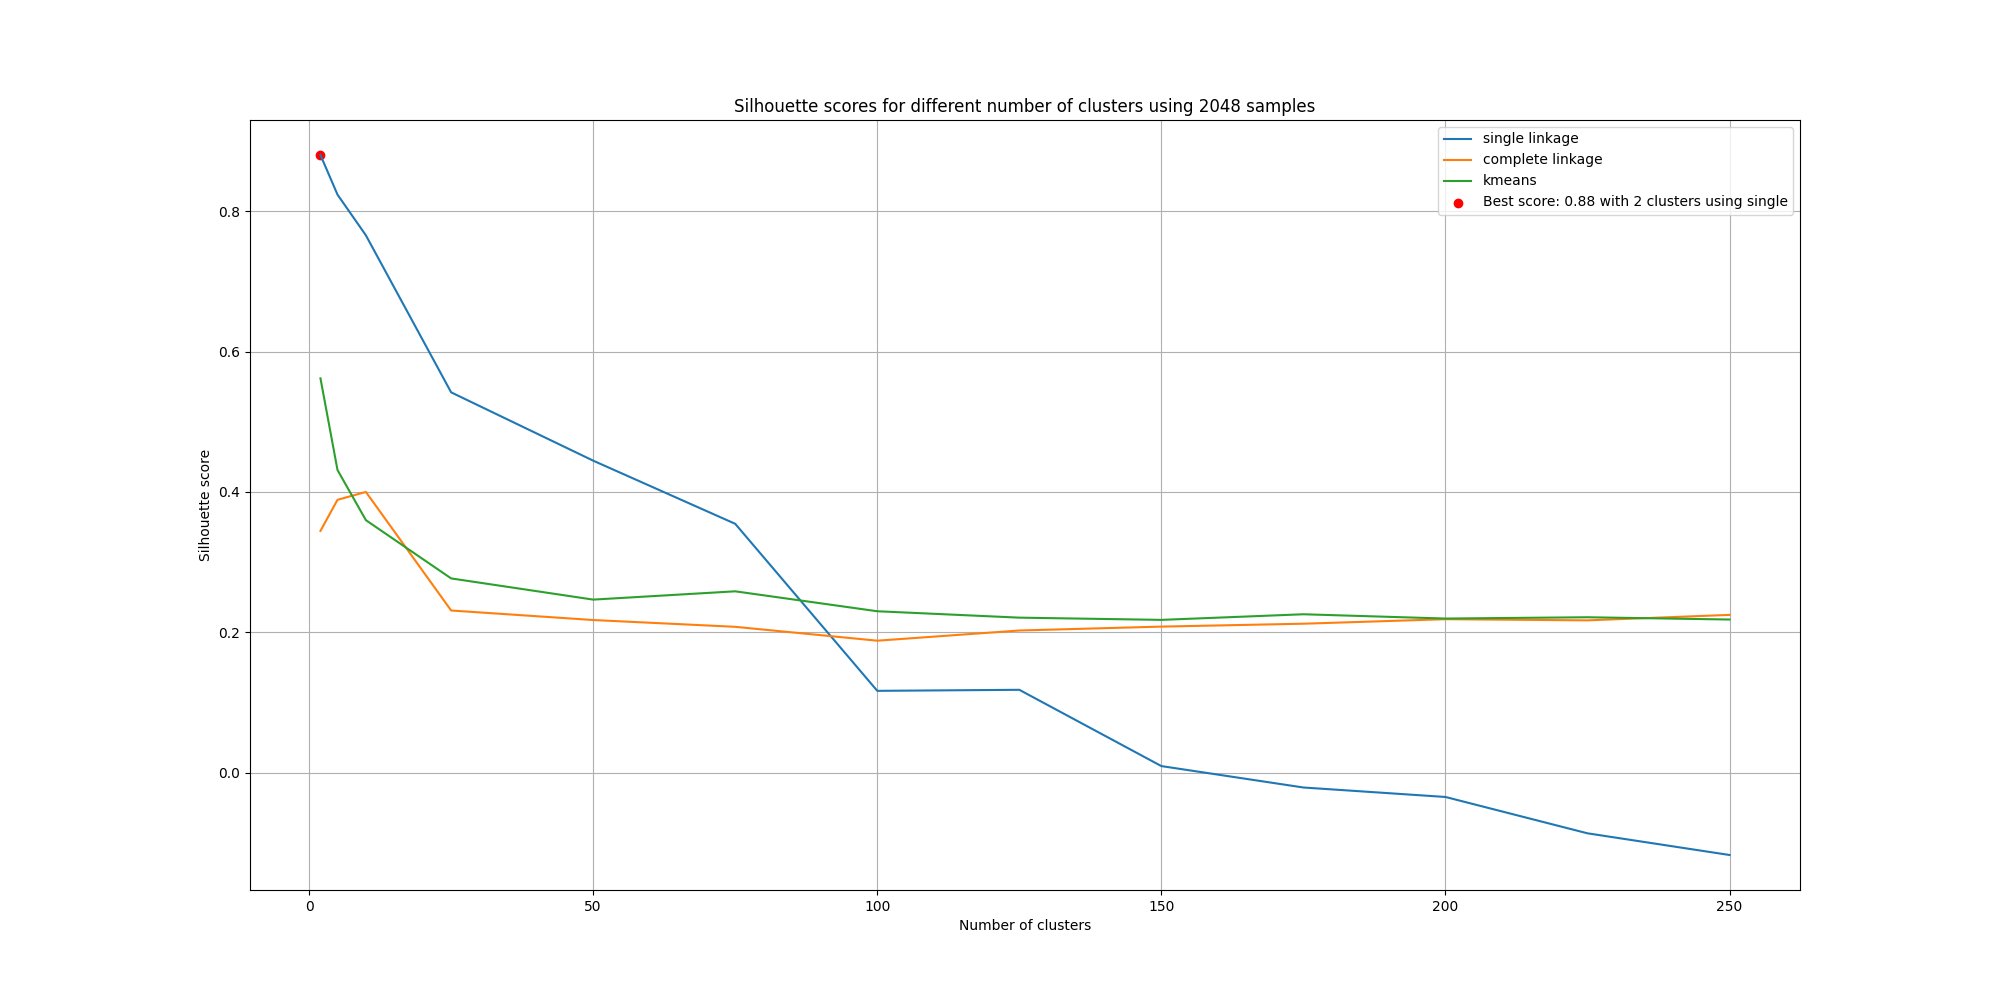 Silhouette scores for different number of clusters using 2048 samples
single linkage
complete linkage
kmeans
Best score: 0.88 with 2 clusters using single
Silhouette score
0.8
0.6
0.4
0.2
0.0
0 50 100 150 200 250
Number of clusters